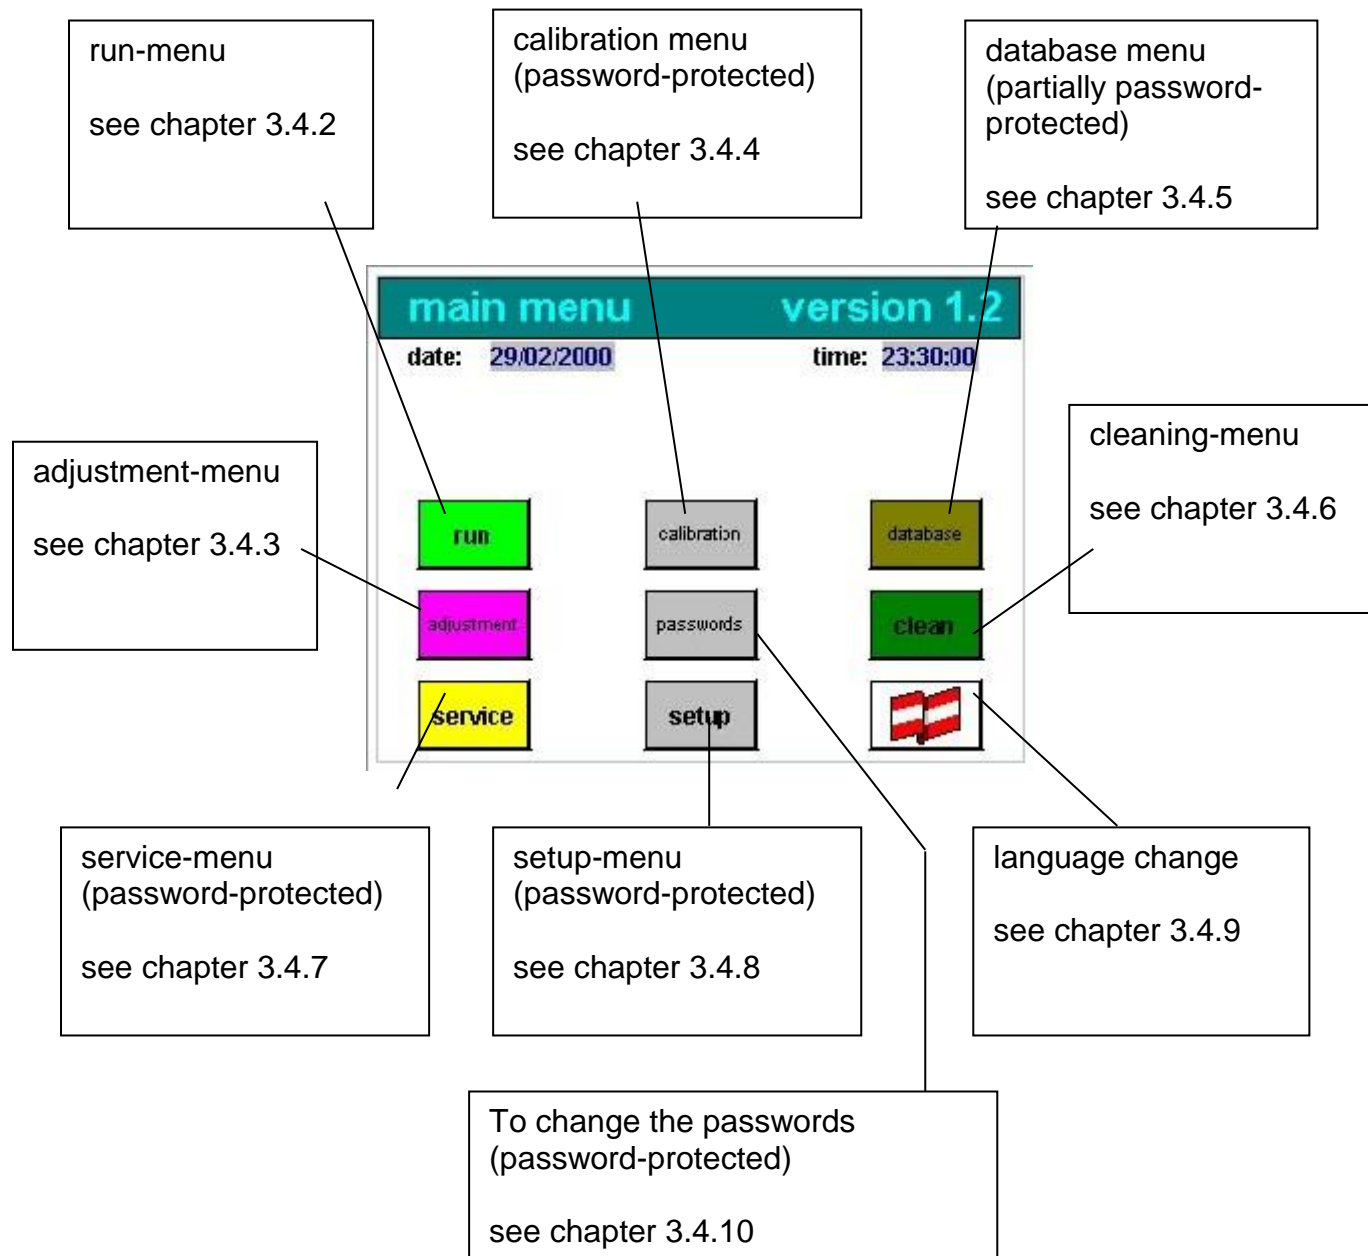 run-menu
see chapter 3.4.2
calibration menu
(password-protected)
see chapter 3.4.4
database menu
(partially password-
protected)
see chapter 3.4.5
main menu version 1.2
date: 29/02/2000 time: 23:30:00
adjustment-menu
see chapter 3.4.3
cleaning-menu
see chapter 3.4.6
run calibration database
adjustment passwords clean
service setup
service-menu
(password-protected)
see chapter 3.4.7
setup-menu
(password-protected)
see chapter 3.4.8
language change
see chapter 3.4.9
To change the passwords
(password-protected)
see chapter 3.4.10